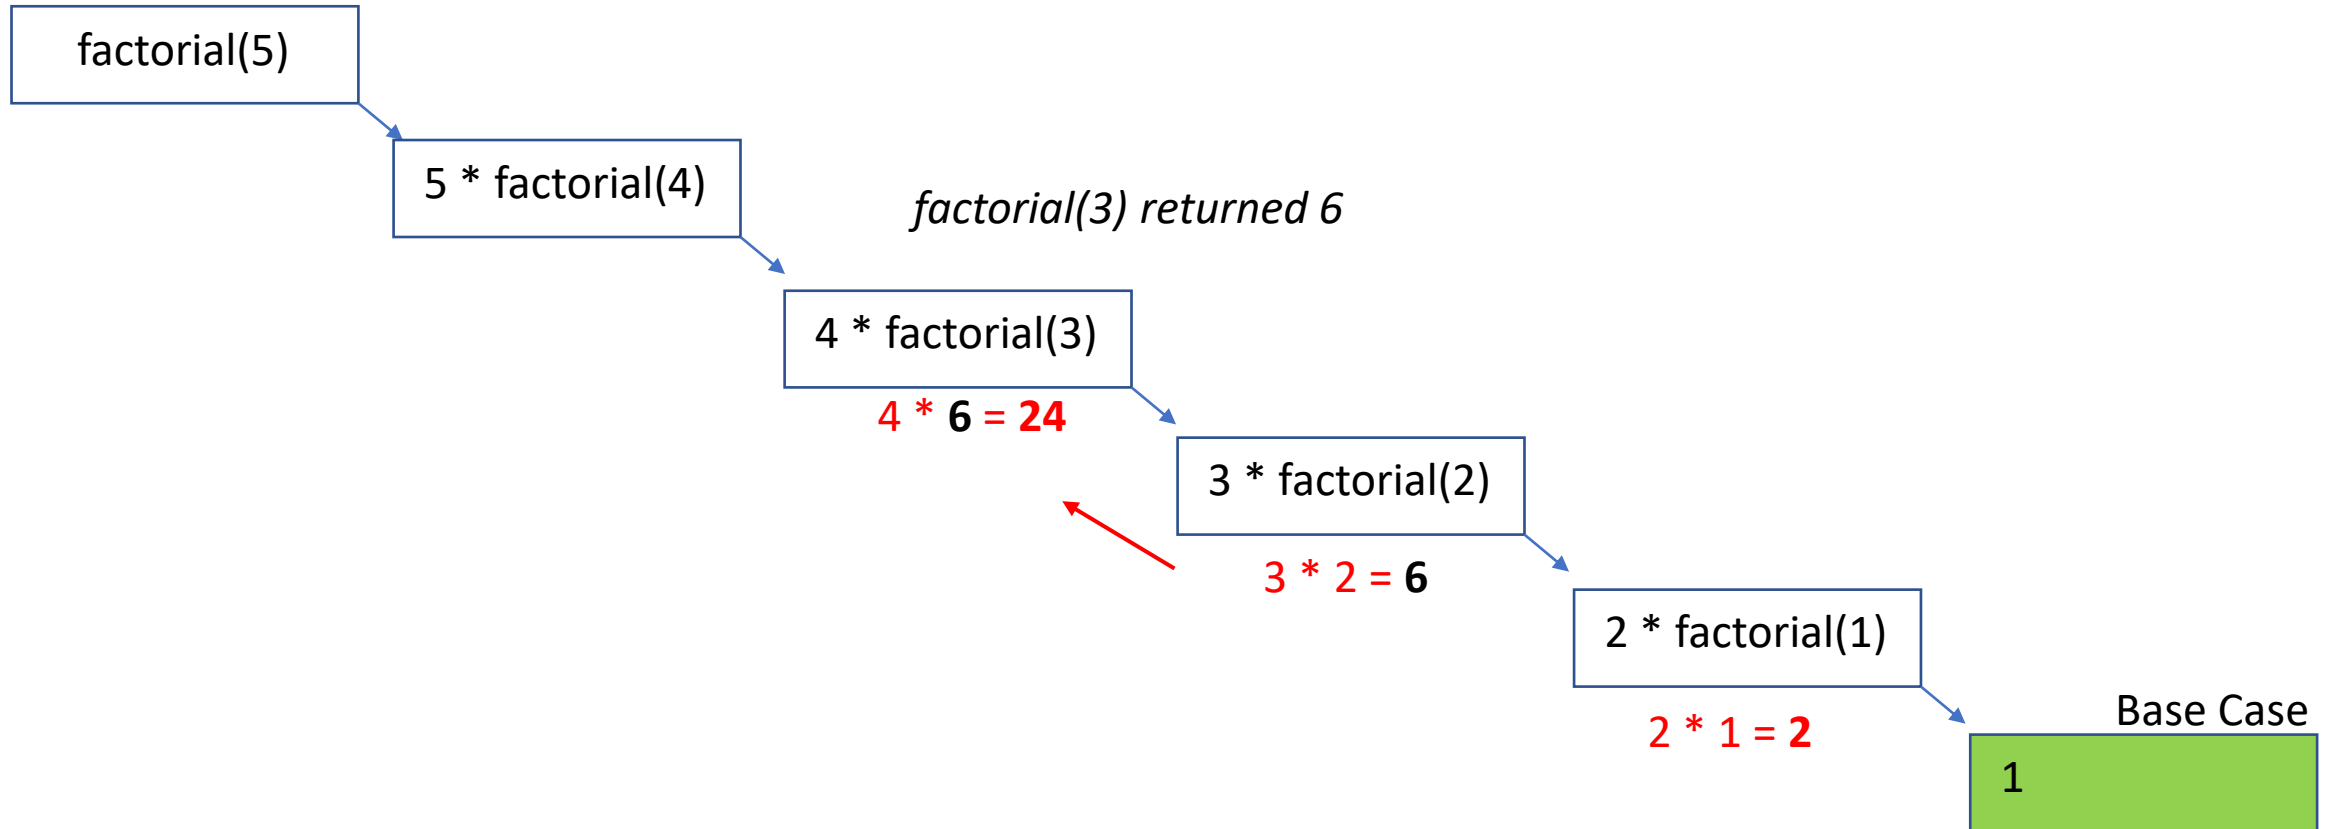 factorial(5)
5 * factorial(4)
factorial(3) returned 6
4 * factorial(3)
4 * 6 = 24
3 * factorial(2)
3 * 2 = 6
2 * factorial(1)
2 * 1 = 2
Base Case
1